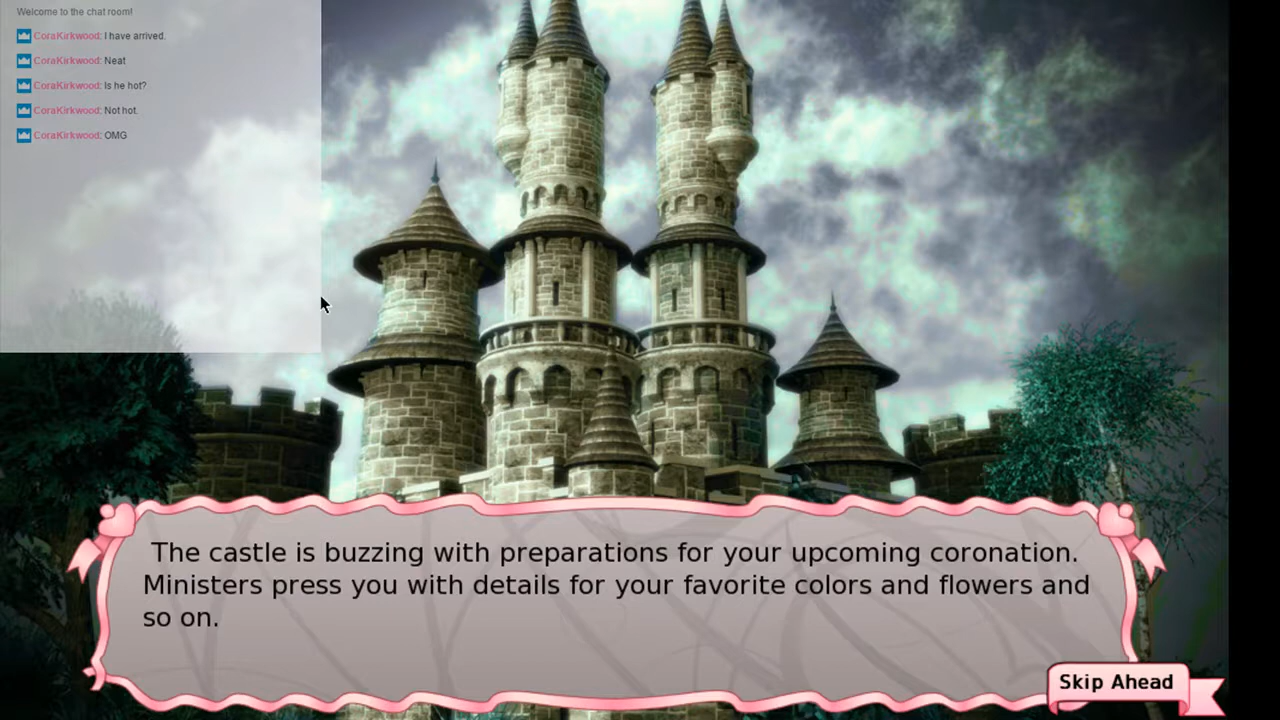 Welcome to the chat room!
CoraKirkwood: I have arrived.
CoraKirkwood: Neat
CoraKirkwood: Is he hot?
CoraKirkwood: Not hot.
CoraKirkwood: OMG
The castle is buzzing with preparations for your upcoming coronation.
Ministers press you with details for your favorite colors and flowers and
so on.
Skip Ahead